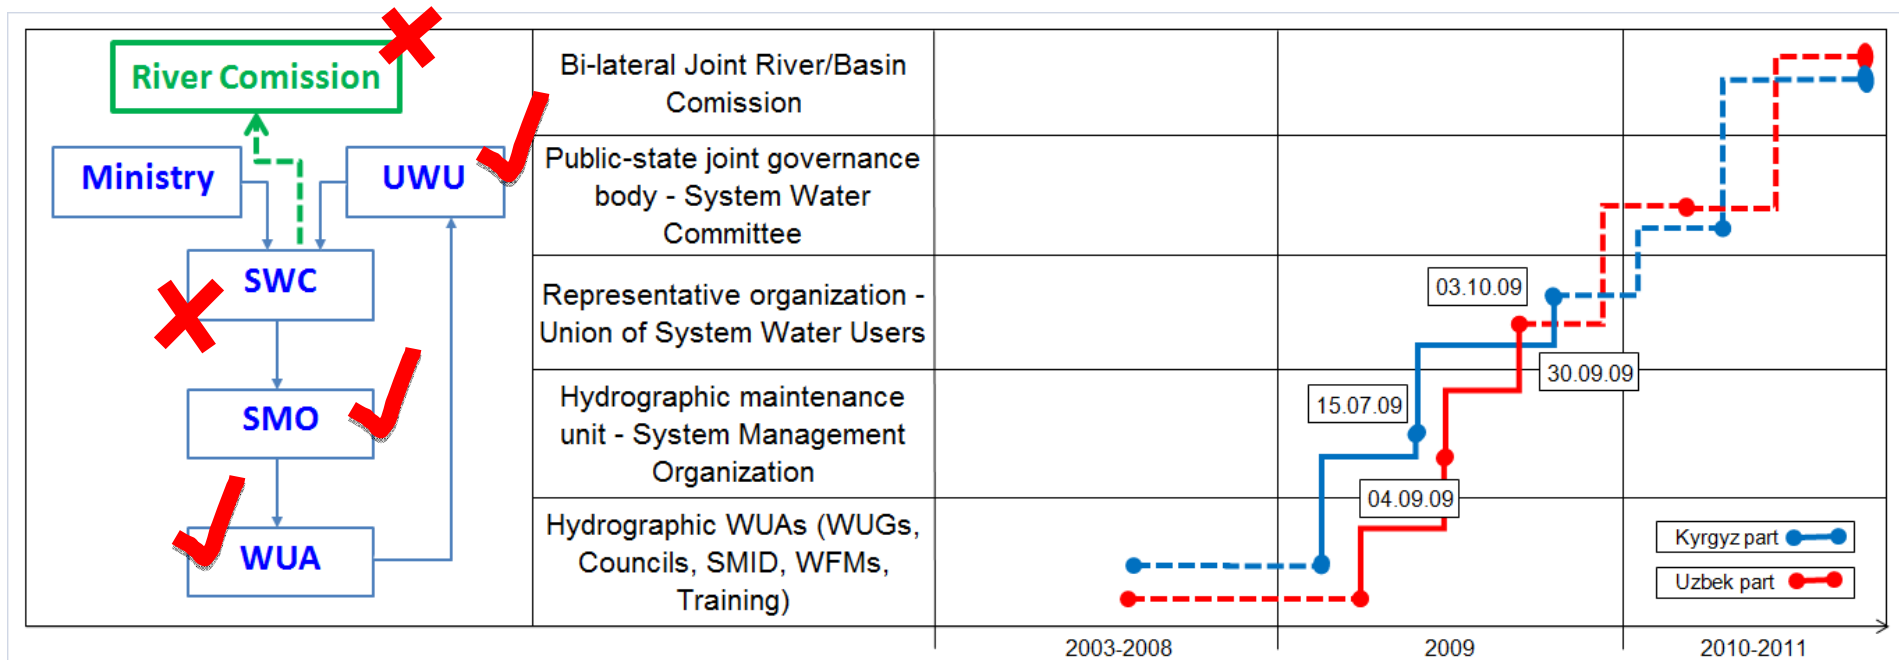 River Comission
Ministry
UWU
SWC
SMO
WUA
Bi-lateral Joint River/Basin
Comission
Public-state joint governance
body - System Water
Committee
Representative organization -
Union of System Water Users
Hydrographic maintenance
unit - System Management
Organization
Hydrographic WUAs (WUGs,
Councils, SMID, WFMs,
Training)
03.10.09
30.09.09
15.07.09
04.09.09
Kyrgyz part
Uzbek part
2003-2008
2009
2010-2011